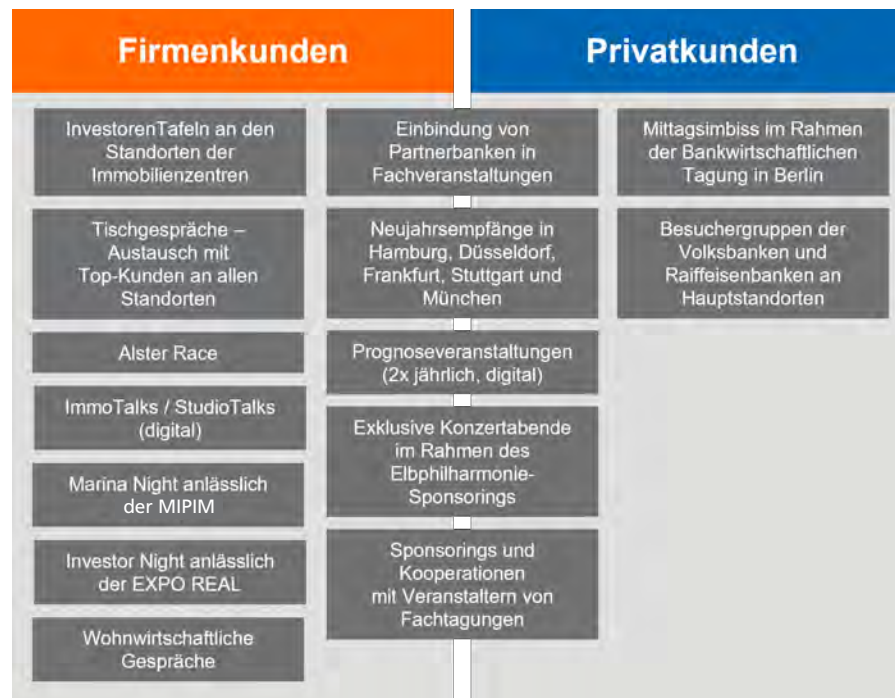 Firmenkunden
Privatkunden
InvestorenTafeln an den
Standorten der
Immobilienzentren
Tischgespräche –
Austausch mit
Top-Kunden an allen
Standorten
Alster Race
ImmoTalks / StudioTalks
(digital)
Marina Night anlässlich
der MIPIM
Investor Night anlässlich
der EXPO REAL
Wohnwirtschaftliche
Gespräche
Einbindung von
Partnerbanken in
Fachveranstaltungen
Neujahrsempfänge in
Hamburg, Düsseldorf,
Frankfurt, Stuttgart und
München
Prognoseveranstaltungen
(2x jährlich, digital)
Exklusive Konzertabende
im Rahmen des
Elbphilharmonie-
Sponsorings
Sponsorings und
Kooperationen
mit Veranstaltern von
Fachtagungen
Mittagsimbiss im Rahmen
der Bankwirtschaftlichen
Tagung in Berlin
Besuchergruppen der
Volksbanken und
Raiffeisenbanken an
Hauptstandorten